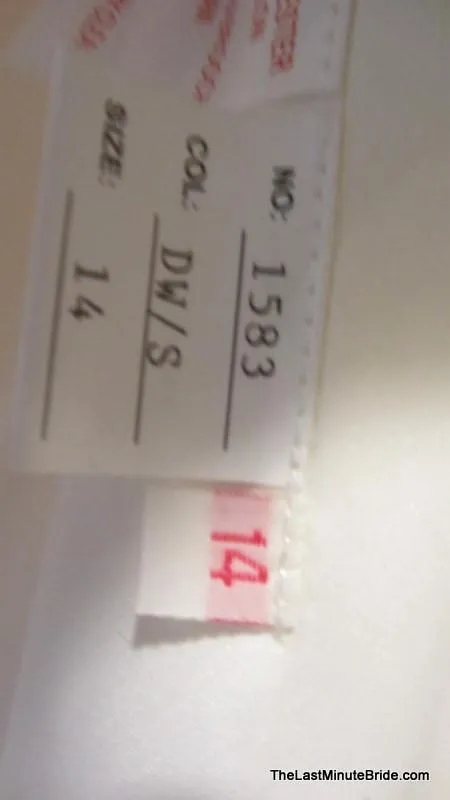 NO: 1583
COL: DW/S
SIZE: 14
14
TheLastMinuteBride.com